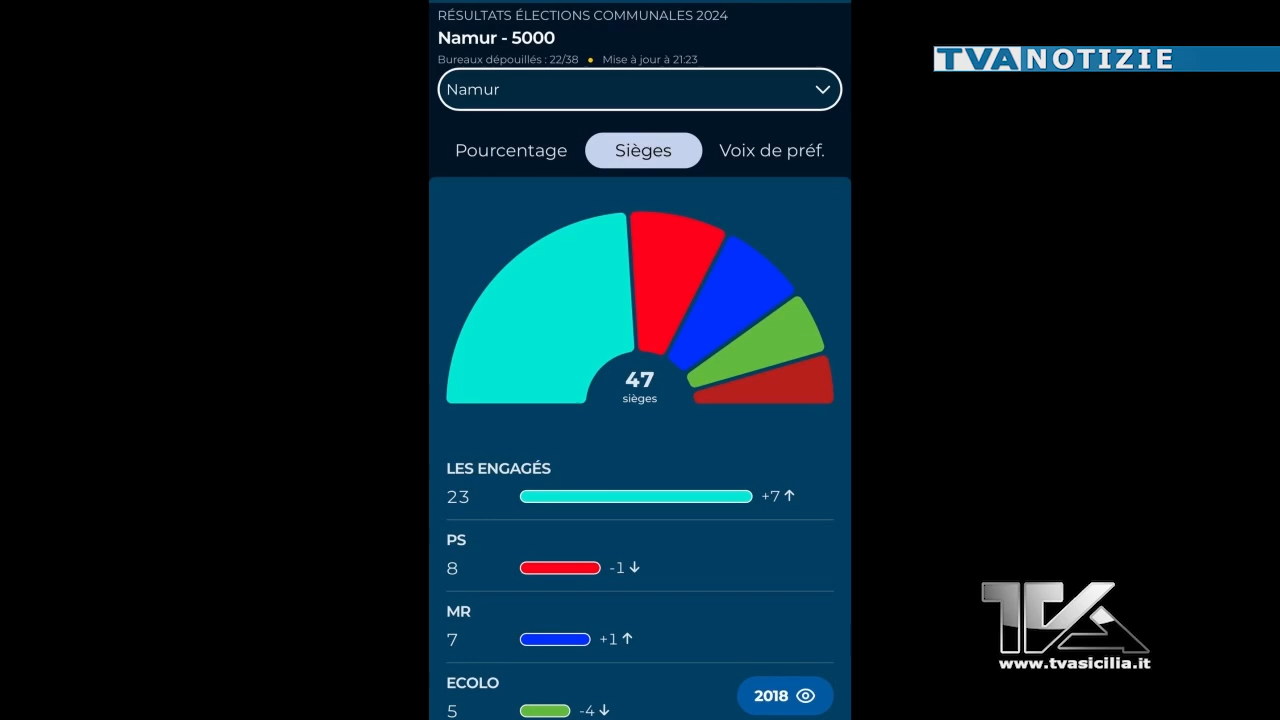 RÉSULTATS ÉLECTIONS COMMUNALES 2024
Namur - 5000
Bureaux dépouillés : 22/38 • Mise à jour à 21:23
Namur
Pourcentage Sièges Voix de préf.
47
sièges
LES ENGAGÉS
23 +7 ↑
PS
8 -1 ↓
MR
7 +1 ↑
ECOLO
5 -4 ↓
2018
TVA NOTIZIE
TVA
www.tvasicilia.it